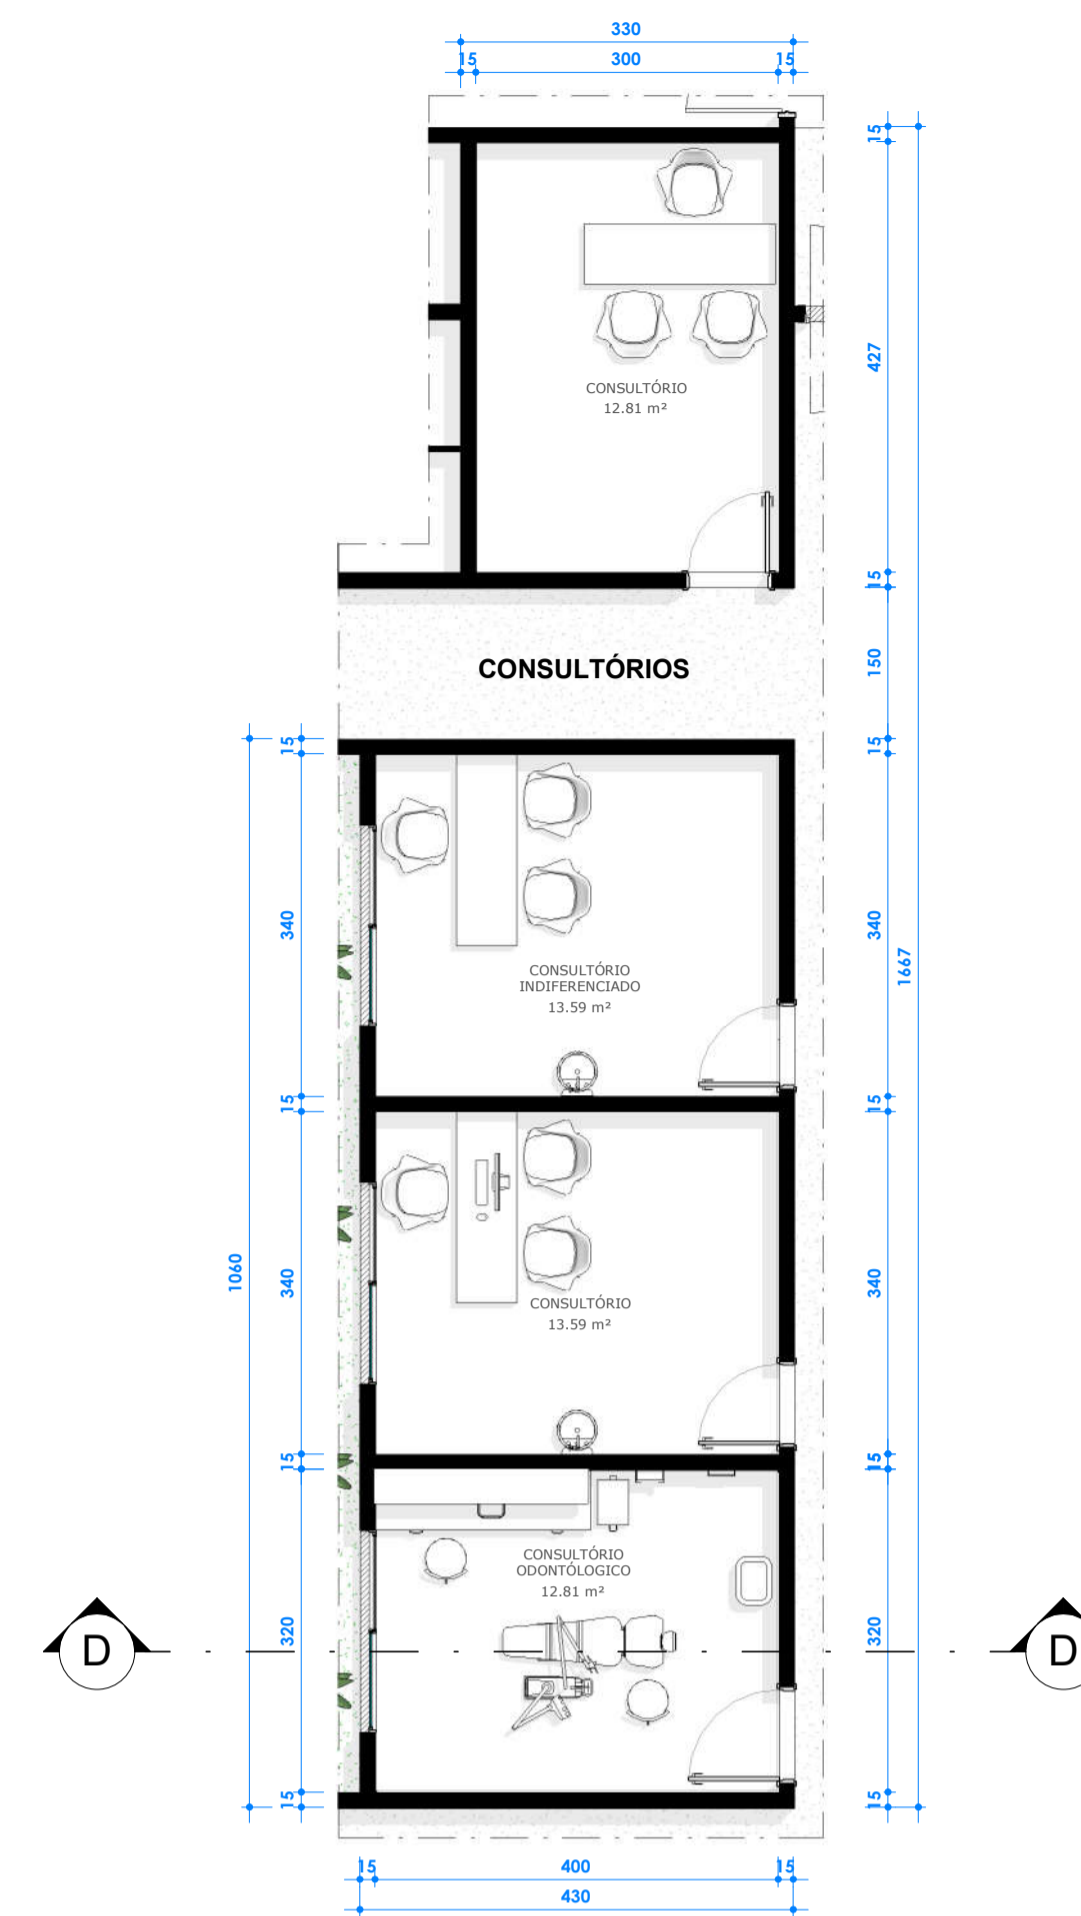 330
15
300
15
15
CONSULTÓRIO
12.81 m²
427
15
CONSULTÓRIOS
150
15
15
340
340
1667
CONSULTÓRIO
INDIFERENCIADO
13.59 m²
15
15
1060
340
340
CONSULTÓRIO
13.59 m²
15
15
CONSULTÓRIO
ODONTÓLOGICO
12.81 m²
320
320
D
D
15
15
15
400
15
430